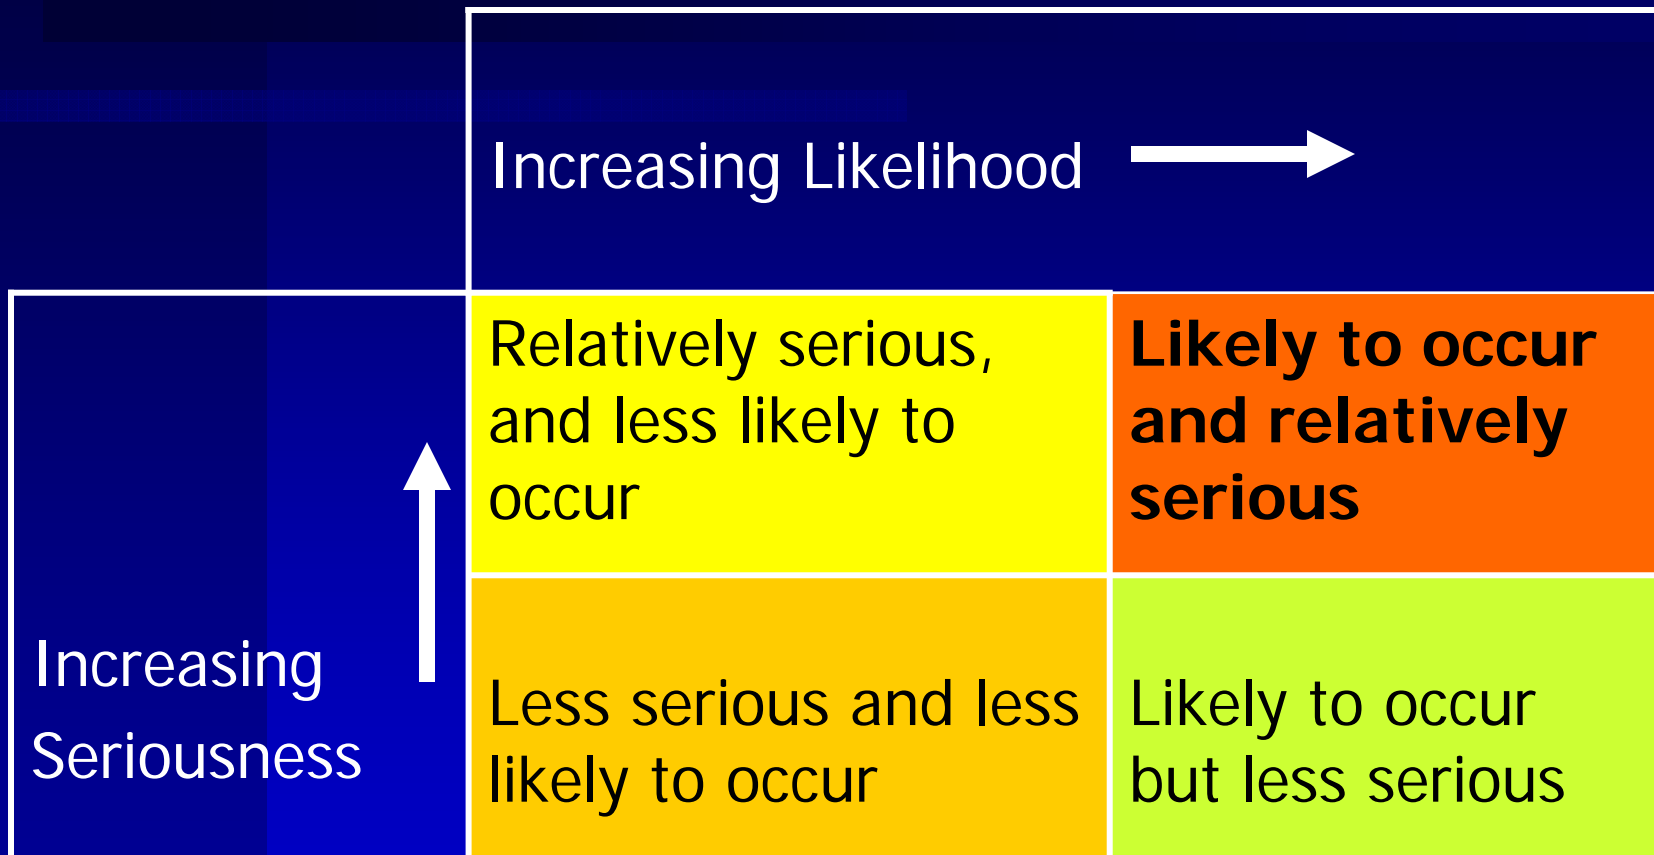 Increasing Likelihood
Relatively serious,
and less likely to
occur
Likely to occur
and relatively
serious
Increasing
Seriousness
Less serious and less
likely to occur
Likely to occur
but less serious